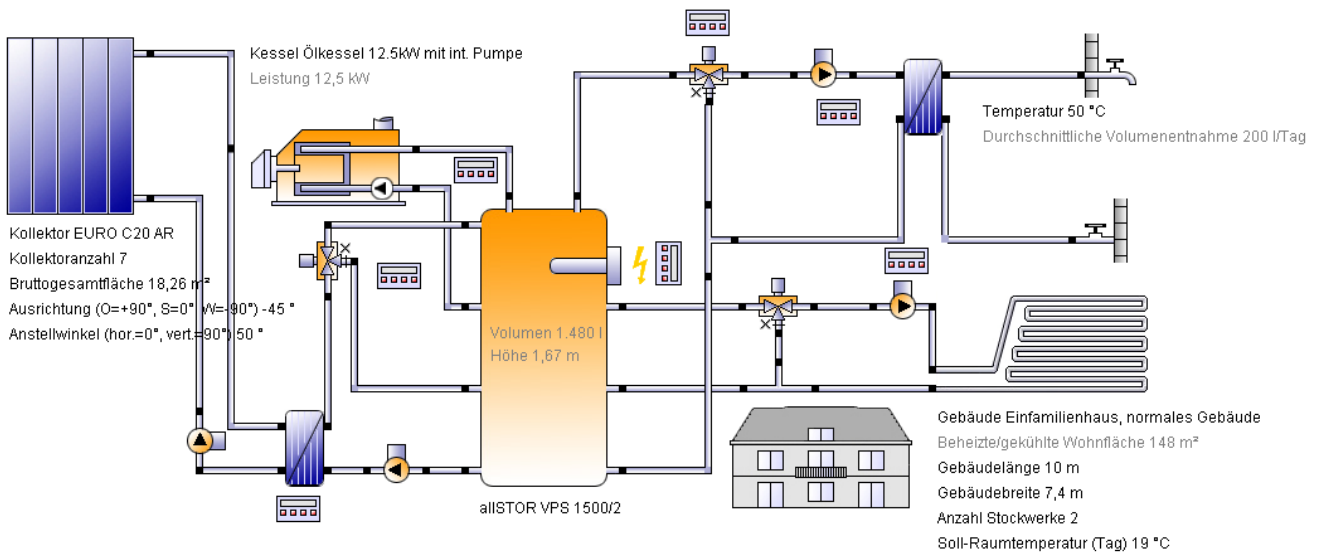 Kessel Ölkessel 12.5kW mit int. Pumpe
Leistung 12,5 kW
Temperatur 50 °C
Durchschnittliche Volumenentnahme 200 l/Tag
Kollektor EURO C20 AR
Kollektoranzahl 7
Bruttogesamtfläche 18,26 m²
Ausrichtung (O=+90°, S=0°, W=-90°) -45 °
Anstellwinkel (hor.=0°, vert.=90°) 50 °
Volumen 1.480 l
Höhe 1,67 m
allSTOR VPS 1500/2
Gebäude Einfamilienhaus, normales Gebäude
Beheizte/gekühlte Wohnfläche 148 m²
Gebäudelänge 10 m
Gebäudebreite 7,4 m
Anzahl Stockwerke 2
Soll-Raumtemperatur (Tag) 19 °C